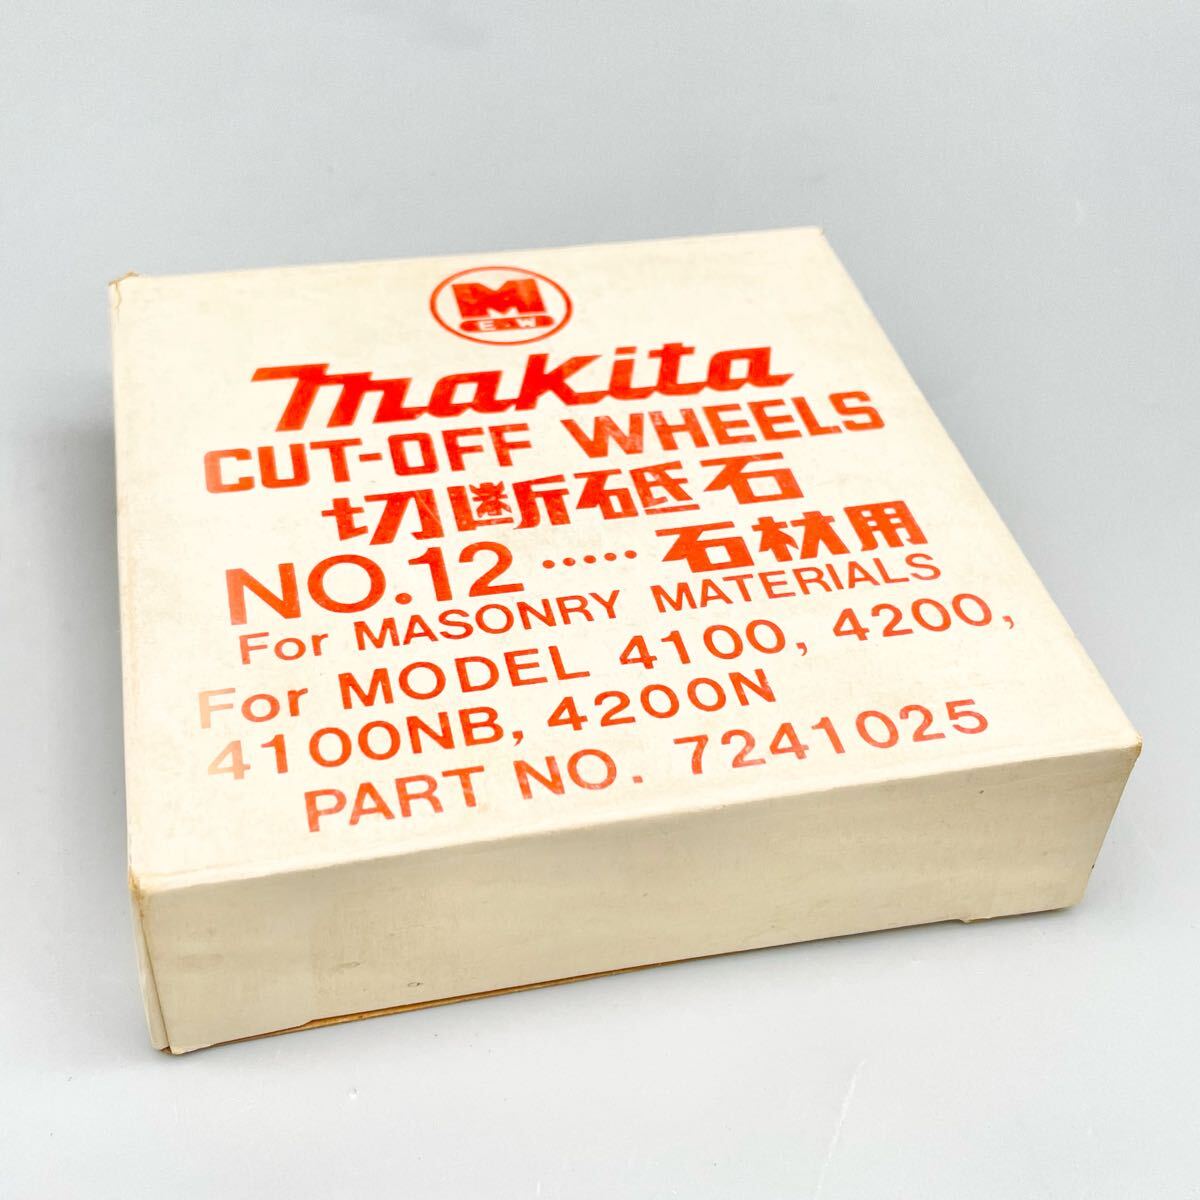 M
E.W
makita
CUT-OFF WHEELS
切断砥石
NO.12 ..... 石材用
For MASONRY MATERIALS
For MODEL 4100, 4200,
4100NB, 4200N
PART NO. 7241025